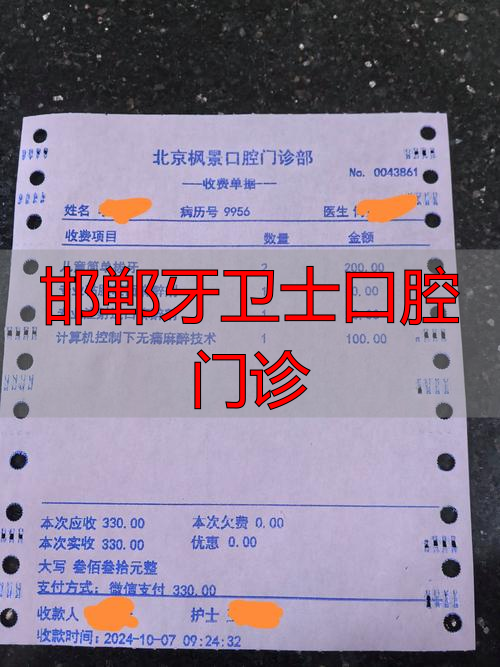 北京枫景口腔门诊部
No. 0043861
——收费单据——
姓名 病历号 9956 医生
收费项目 数量 金额
2 200.00
邯郸牙卫士口腔
门诊
计算机控制下无痛麻醉技术 1 100.00
本次应收 330.00 本次欠费 0.00
本次实收 330.00 优惠 0.00
大写 叁佰叁拾元整
支付方式: 微信支付 330.00
收款人 护士
收款时间: 2024-10-07 09:24:32